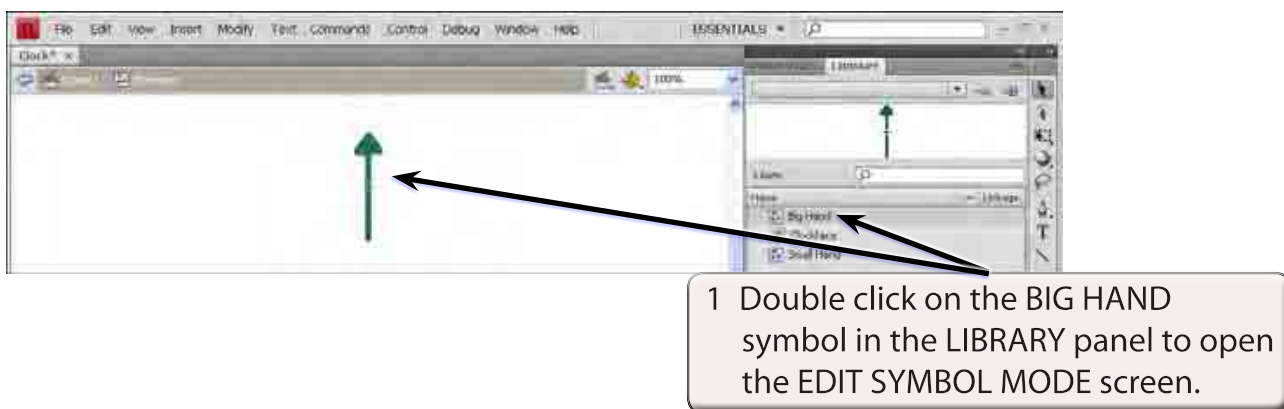 File Edit View Insert Modify Text Commands Control Debug Window Help ESSENTIALS
Clock* ×
LIBRARY
100%
Name Linkage
Big Hand
Clockface
Small Hand
1 Double click on the BIG HAND
symbol in the LIBRARY panel to open
the EDIT SYMBOL MODE screen.